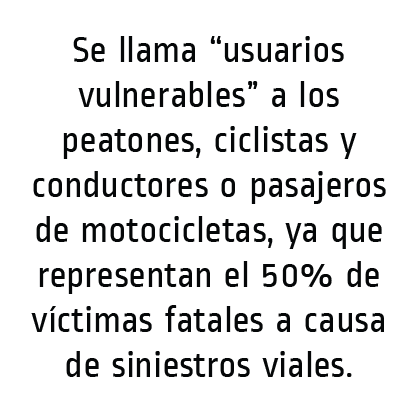 Se llama “usuarios
vulnerables” a los
peatones, ciclistas y
conductores o pasajeros
de motocicletas, ya que
representan el 50% de
víctimas fatales a causa
de siniestros viales.